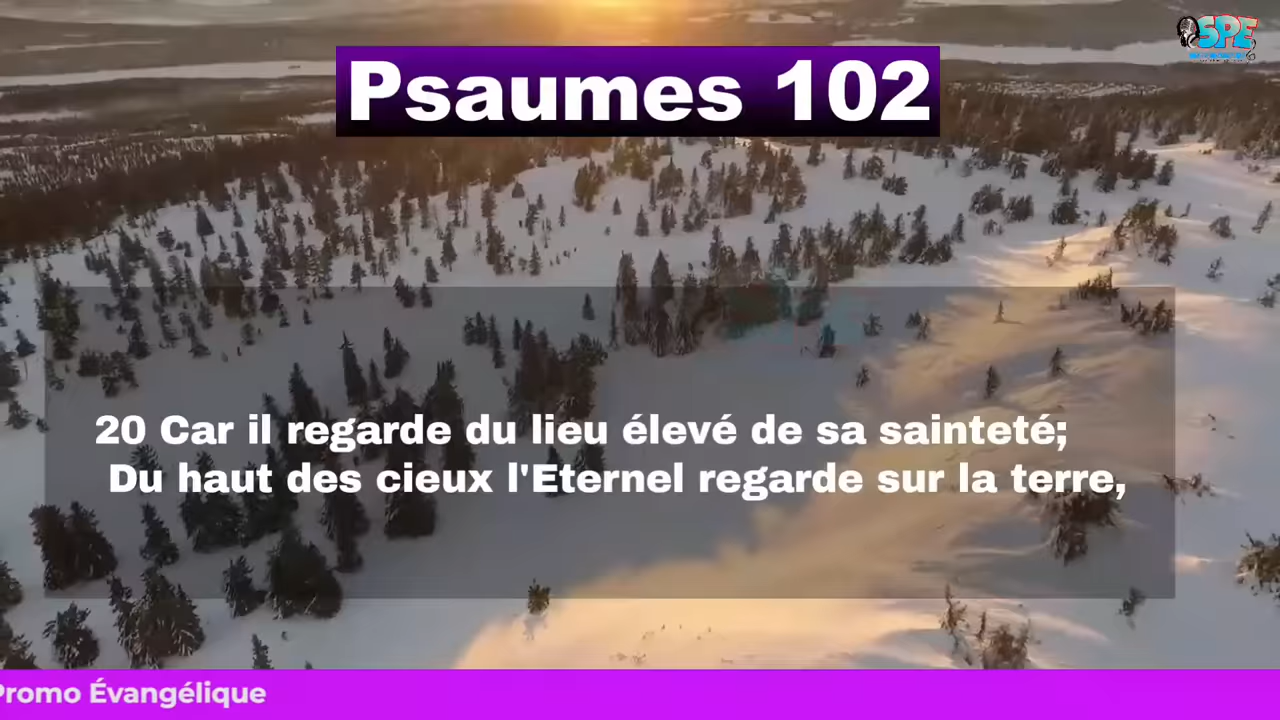 SPE
Psaumes 102
20 Car il regarde du lieu élevé de sa sainteté;
Du haut des cieux l'Eternel regarde sur la terre,
Promo Évangélique